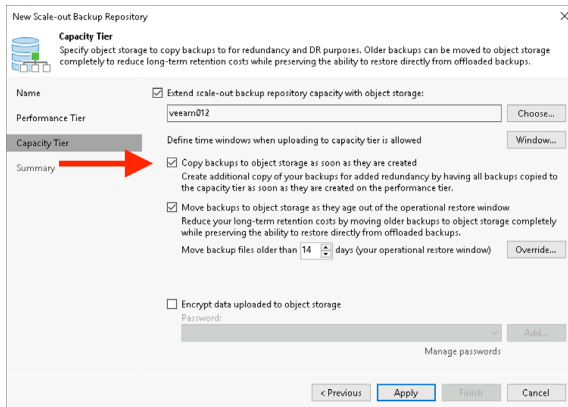 New Scale-out Backup Repository
Capacity Tier
Specify object storage to copy backups to for redundancy and DR purposes. Older backups can be moved to object storage
completely to reduce long-term retention costs while preserving the ability to restore directly from offloaded backups.
Name
Performance Tier
Capacity Tier
Summary
Extend scale-out backup repository capacity with object storage:
veeam012
Choose...
Define time windows when uploading to capacity tier is allowed
Window...
Copy backups to object storage as soon as they are created
Create additional copy of your backups for added redundancy by having all backups copied to
the capacity tier as soon as they are created on the performance tier.
Move backups to object storage as they age out of the operational restore window
Reduce your long-term retention costs by moving older backups to object storage completely
while preserving the ability to restore directly from offloaded backups.
Move backup files older than 14 days (your operational restore window)
Override...
Encrypt data uploaded to object storage
Password:
Add...
Manage passwords
< Previous
Apply
Finish
Cancel